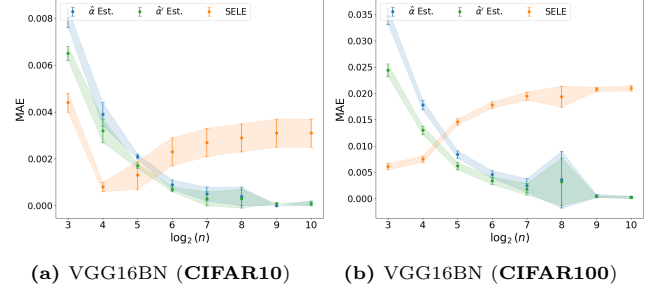 α̂ Est. α̂′ Est. SELE
0.008
0.006
0.004
0.002
0.000
MAE
3 4 5 6 7 8 9 10
log₂ (n)
(a) VGG16BN (CIFAR10)
α̂ Est. α̂′ Est. SELE
0.035
0.030
0.025
0.020
0.015
0.010
0.005
0.000
MAE
3 4 5 6 7 8 9 10
log₂ (n)
(b) VGG16BN (CIFAR100)